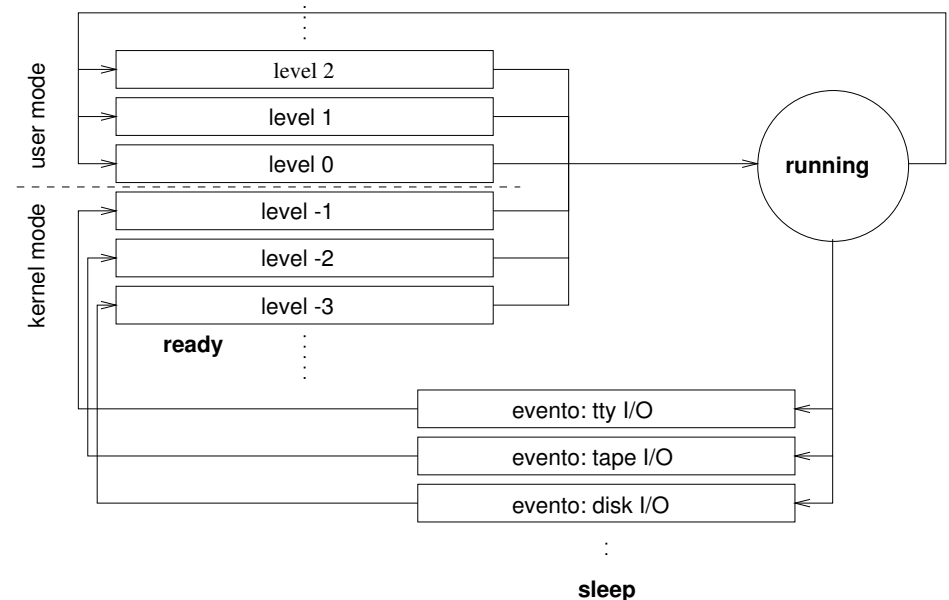 user mode
level 2
level 1
level 0
running
kernel mode
level -1
level -2
level -3
ready
evento: tty I/O
evento: tape I/O
evento: disk I/O
sleep